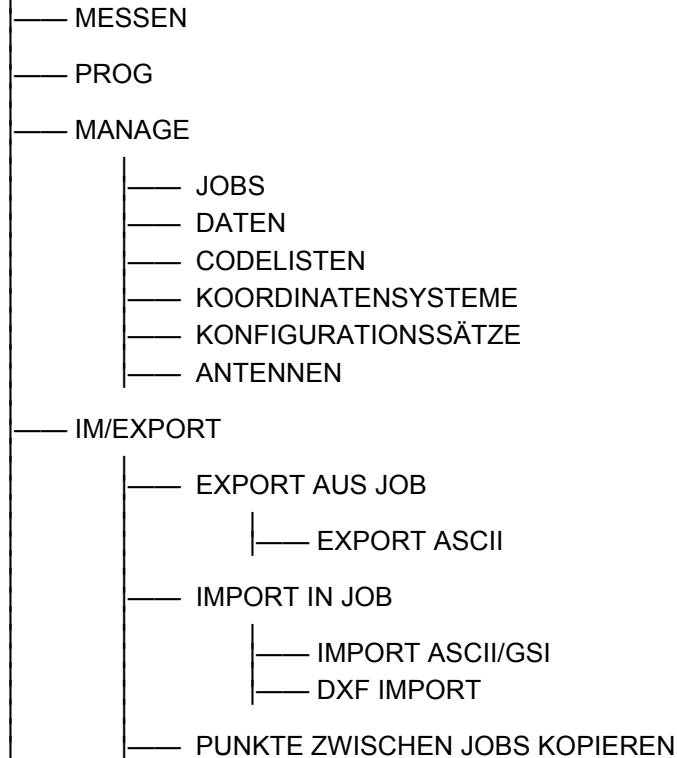 MESSEN
PROG
MANAGE
JOBS
DATEN
CODELISTEN
KOORDINATENSYSTEME
KONFIGURATIONSSÄTZE
ANTENNEN
IM/EXPORT
EXPORT AUS JOB
EXPORT ASCII
IMPORT IN JOB
IMPORT ASCII/GSI
DXF IMPORT
PUNKTE ZWISCHEN JOBS KOPIEREN